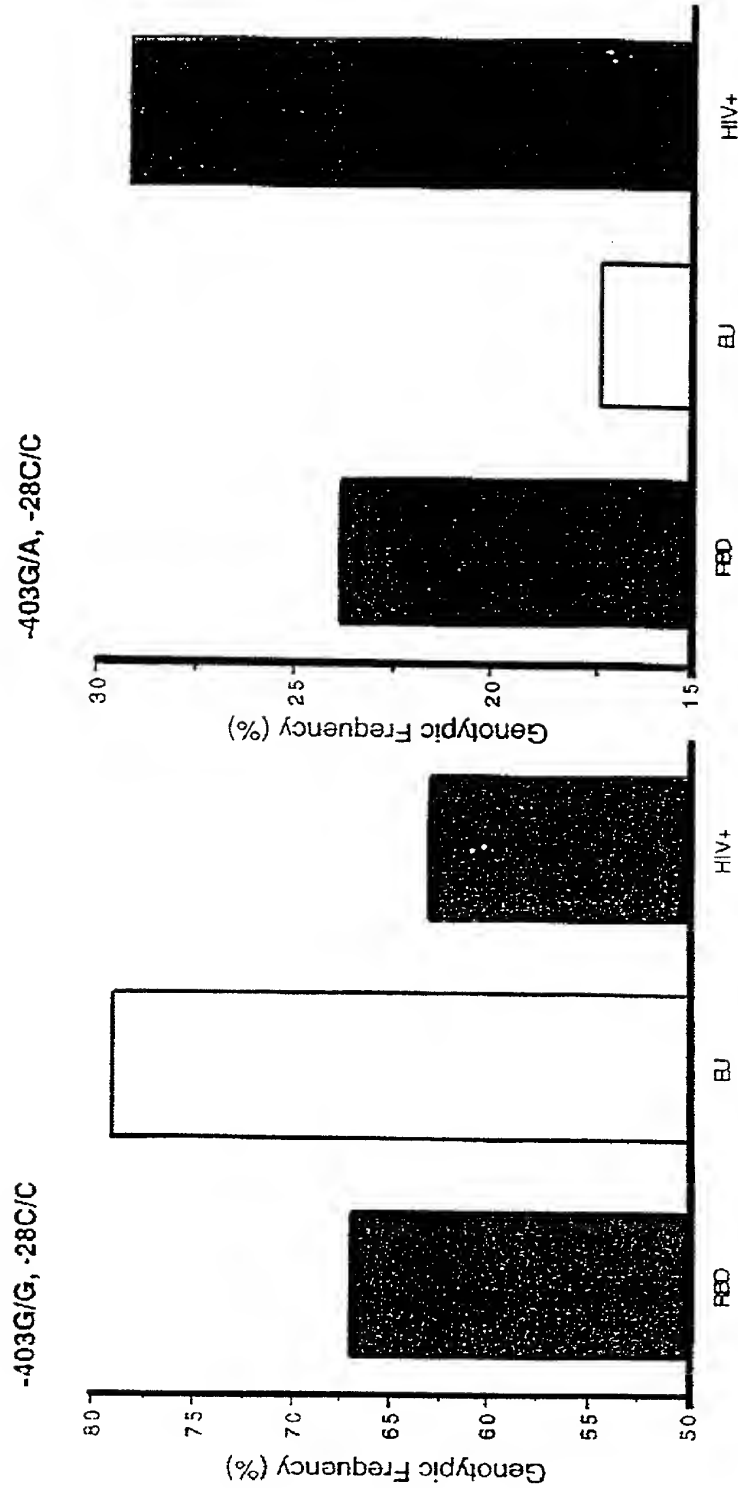 -403G/G, -28C/C
Genotypic Frequency (%)
80
75
70
65
60
55
50
RBD
EU
HIV+
-403G/A, -28C/C
Genotypic Frequency (%)
30
25
20
15
RBD
EU
HIV+